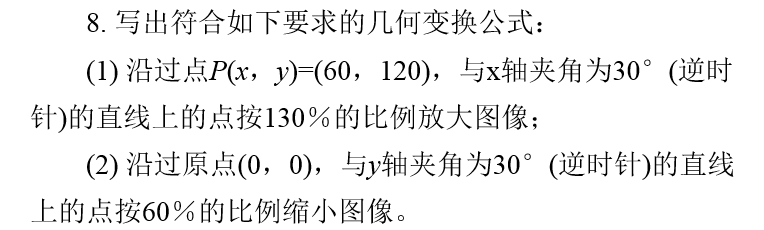 8. 写出符合如下要求的几何变换公式：
(1) 沿过点P(x，y)=(60，120)，与x轴夹角为30°(逆时
针)的直线上的点按130％的比例放大图像；
(2) 沿过原点(0，0)，与y轴夹角为30°(逆时针)的直线
上的点按60％的比例缩小图像。